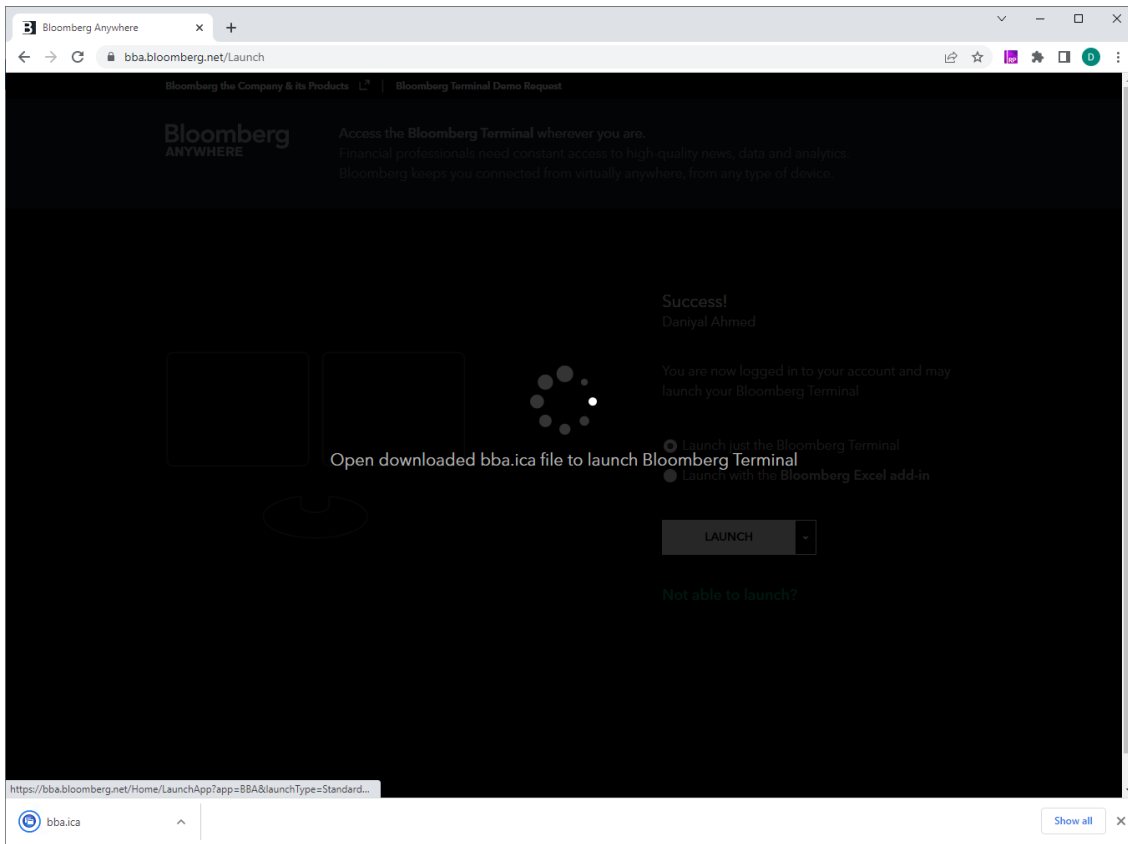 Bloomberg Anywhere
bba.bloomberg.net/Launch
RP
D
Bloomberg the Company & its Products | Bloomberg Terminal Demo Request
Bloomberg
ANYWHERE
Access the Bloomberg Terminal wherever you are.
Financial professionals need constant access to high-quality news, data and analytics.
Bloomberg keeps you connected from virtually anywhere, from any type of device.
Success!
Daniyal Ahmed
You are now logged in to your account and may
launch your Bloomberg Terminal
Launch just the Bloomberg Terminal
Open downloaded bba.ica file to launch Bloomberg Terminal
Launch with the Bloomberg Excel add-in
LAUNCH
Not able to launch?
https://bba.bloomberg.net/Home/LaunchApp?app=BBA&launchType=Standard...
bba.ica
Show all